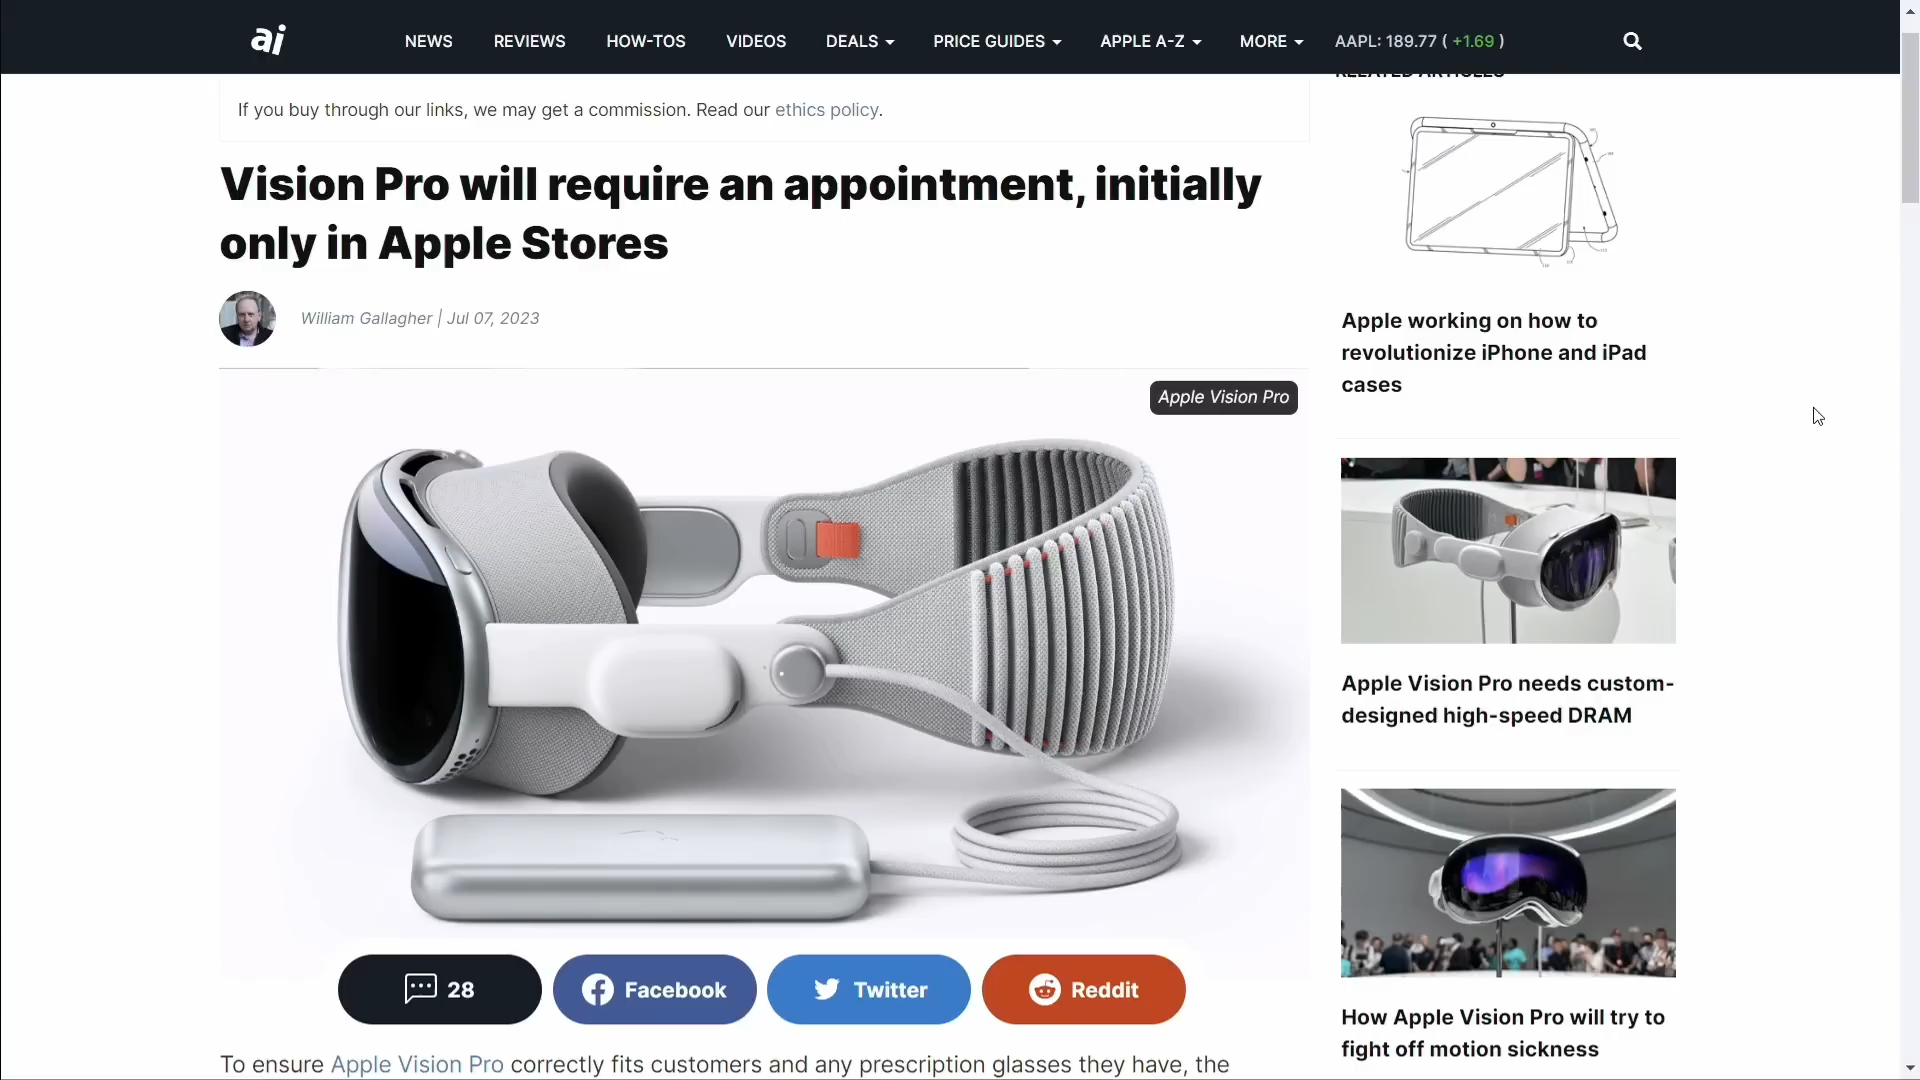 ai
NEWS
REVIEWS
HOW-TOS
VIDEOS
DEALS
PRICE GUIDES
APPLE A-Z
MORE
AAPL: 189.77 ( +1.69 )
If you buy through our links, we may get a commission. Read our ethics policy.
Vision Pro will require an appointment, initially
only in Apple Stores
William Gallagher | Jul 07, 2023
Apple Vision Pro
28
Facebook
Twitter
Reddit
To ensure Apple Vision Pro correctly fits customers and any prescription glasses they have, the
RELATED ARTICLES
Apple working on how to
revolutionize iPhone and iPad
cases
Apple Vision Pro needs custom-
designed high-speed DRAM
How Apple Vision Pro will try to
fight off motion sickness